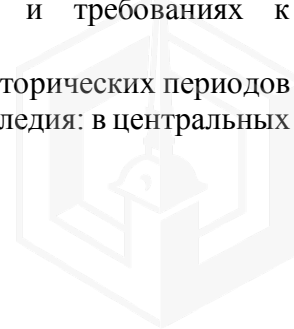 и требованиях к
торических периодов
ледия: в центральных